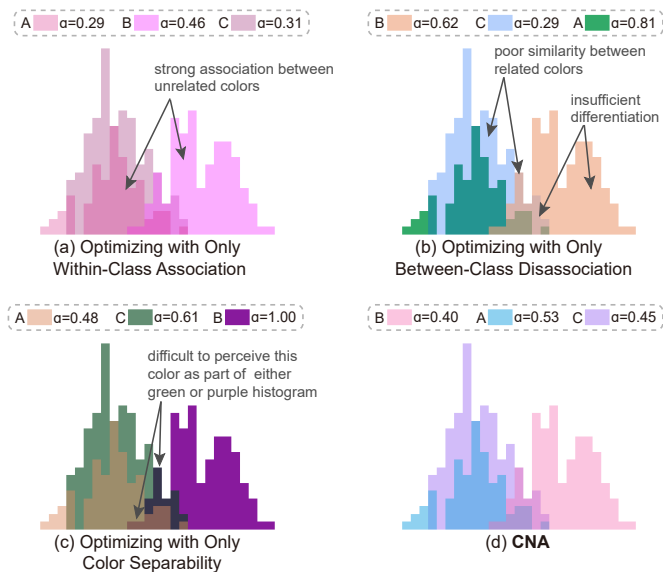 A ɑ=0.29 B ɑ=0.46 C ɑ=0.31
strong association between
unrelated colors
(a) Optimizing with Only
Within-Class Association
B ɑ=0.62 C ɑ=0.29 A ɑ=0.81
poor similarity between
related colors
insufficient
differentiation
(b) Optimizing with Only
Between-Class Disassociation
A ɑ=0.48 C ɑ=0.61 B ɑ=1.00
difficult to perceive this
color as part of either
green or purple histogram
(c) Optimizing with Only
Color Separability
B ɑ=0.40 A ɑ=0.53 C ɑ=0.45
(d) CNA